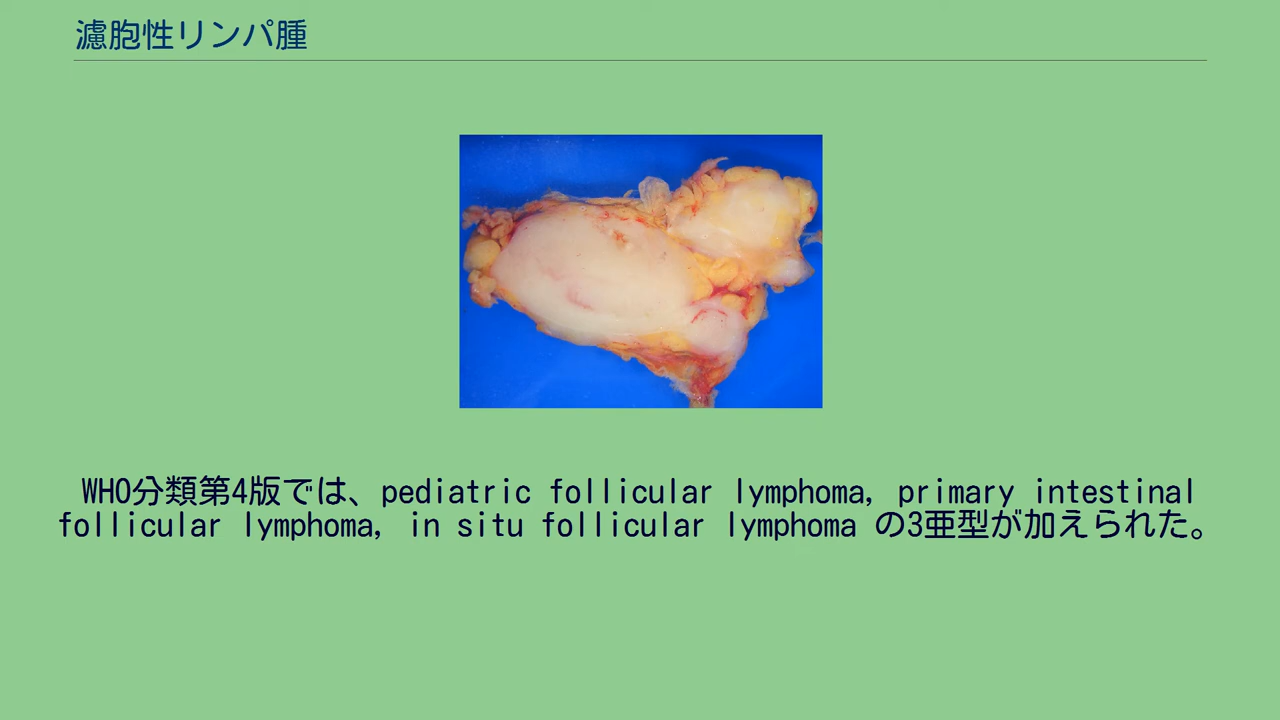 濾胞性リンパ腫
WHO分類第4版では、pediatric follicular lymphoma, primary intestinal
follicular lymphoma, in situ follicular lymphoma の3亜型が加えられた。